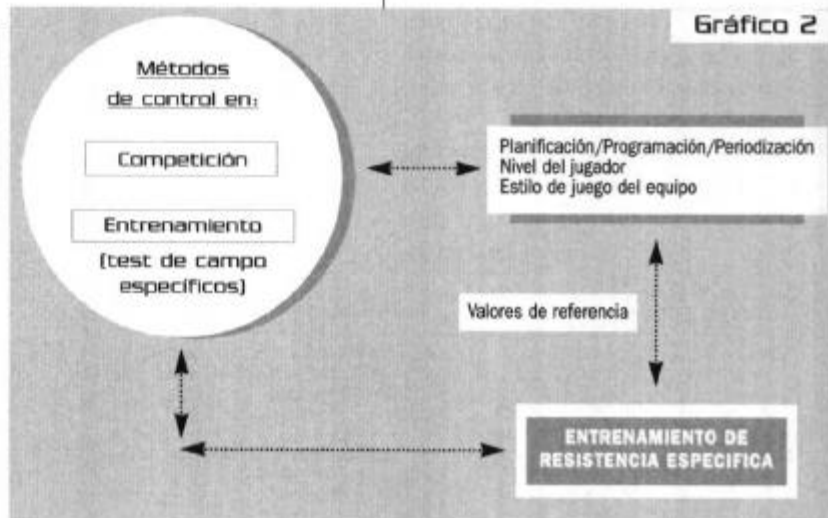 Gráfico 2
Métodos
de control en:
Competición
Entrenamiento
(test de campo
específicos)
Planificación/Programación/Periodización
Nivel del jugador
Estilo de juego del equipo
Valores de referencia
ENTRENAMIENTO DE
RESISTENCIA ESPECIFICA